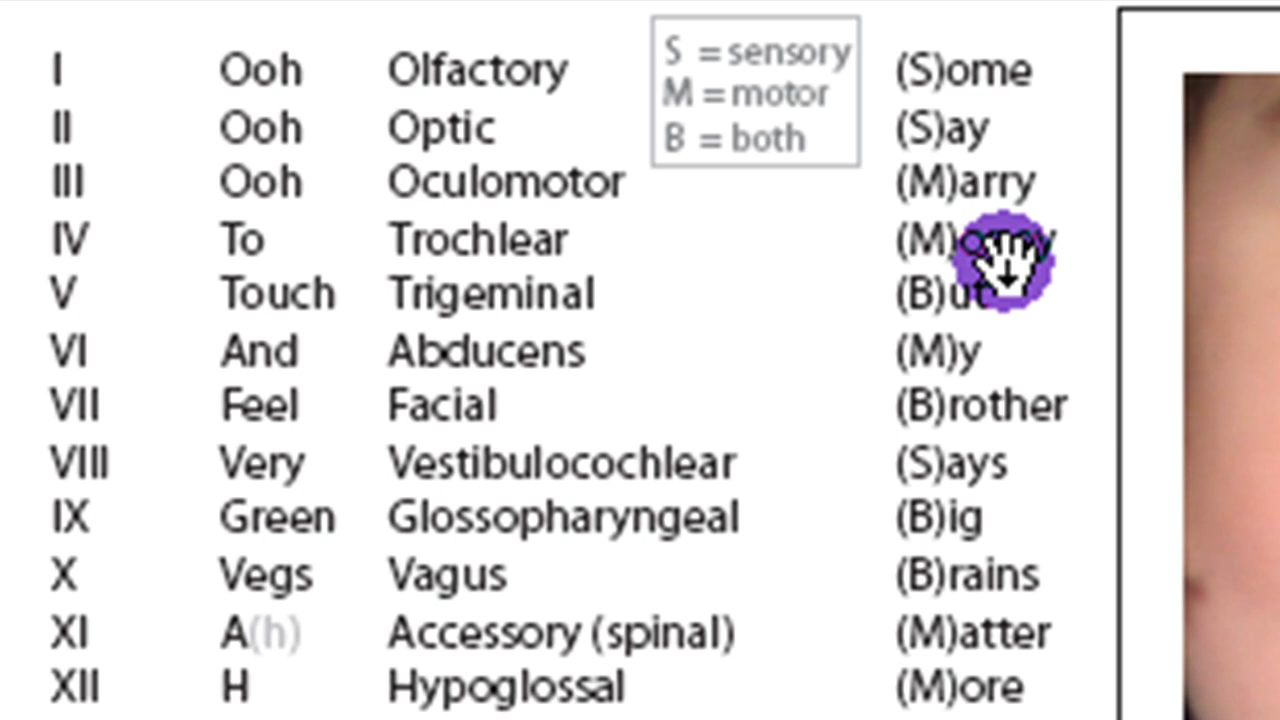 I Ooh Olfactory (S)ome
II Ooh Optic (S)ay
III Ooh Oculomotor (M)arry
IV To Trochlear
V Touch Trigeminal (B)ut
VI And Abducens (M)y
VII Feel Facial (B)rother
VIII Very Vestibulocochlear (S)ays
IX Green Glossopharyngeal (B)ig
X Vegs Vagus (B)rains
XI A(h) Accessory (spinal) (M)atter
XII H Hypoglossal (M)ore
S = sensory
M = motor
B = both